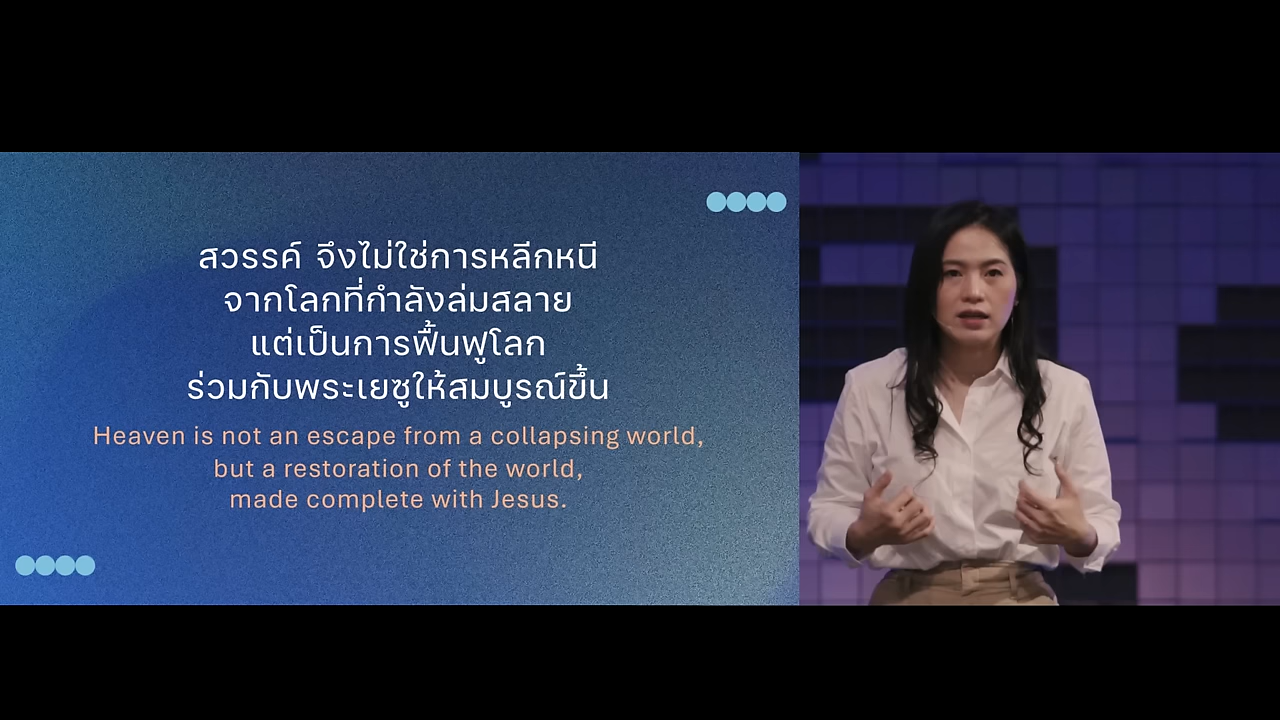 สวรรค์ จึงไม่ใช่การหลีกหนี
จากโลกที่กำลังล่มสลาย
แต่เป็นการฟื้นฟูโลก
ร่วมกับพระเยซูให้สมบูรณ์ขึ้น
Heaven is not an escape from a collapsing world,
but a restoration of the world,
made complete with Jesus.